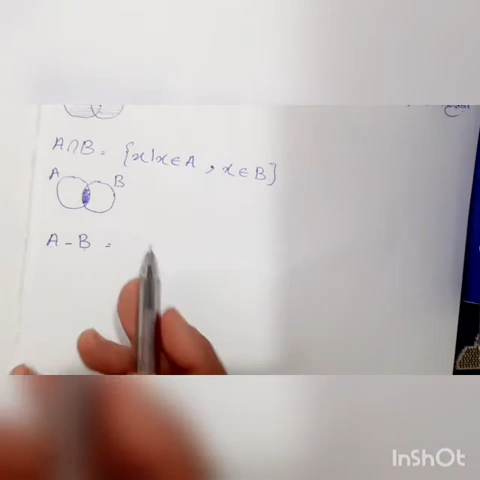 A∩B = {x|x∈A , x∈B}
A B
A - B =
InShOt